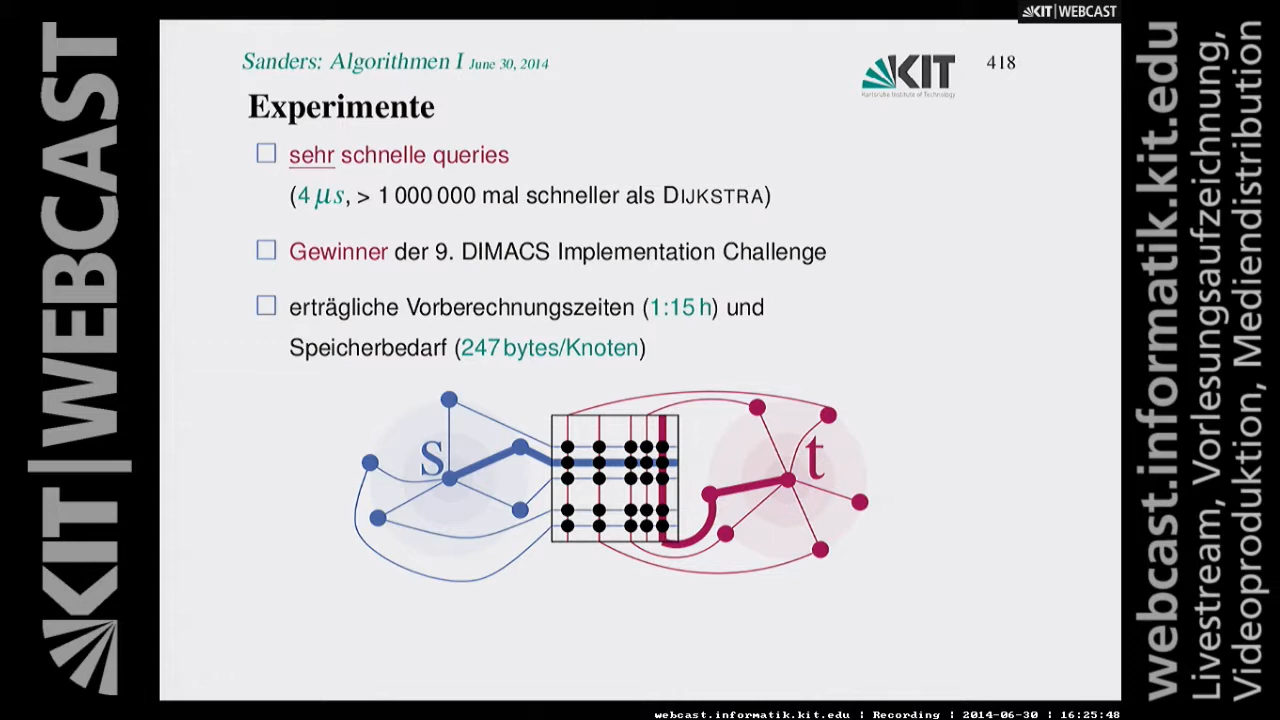 KIT|WEBCAST
KIT|WEBCAST
Sanders: Algorithmen I June 30, 2014
KIT
Karlsruhe Institute of Technology
418
Experimente
sehr schnelle queries
(4 µs, > 1 000 000 mal schneller als DIJKSTRA)
Gewinner der 9. DIMACS Implementation Challenge
erträgliche Vorberechnungszeiten (1:15 h) und
Speicherbedarf (247 bytes/Knoten)
s
t
webcast.informatik.kit.edu
Livestream, Vorlesungsaufzeichnung,
Videoproduktion, Mediendistribution
webcast.informatik.kit.edu | Recording | 2014-06-30 | 16:25:48